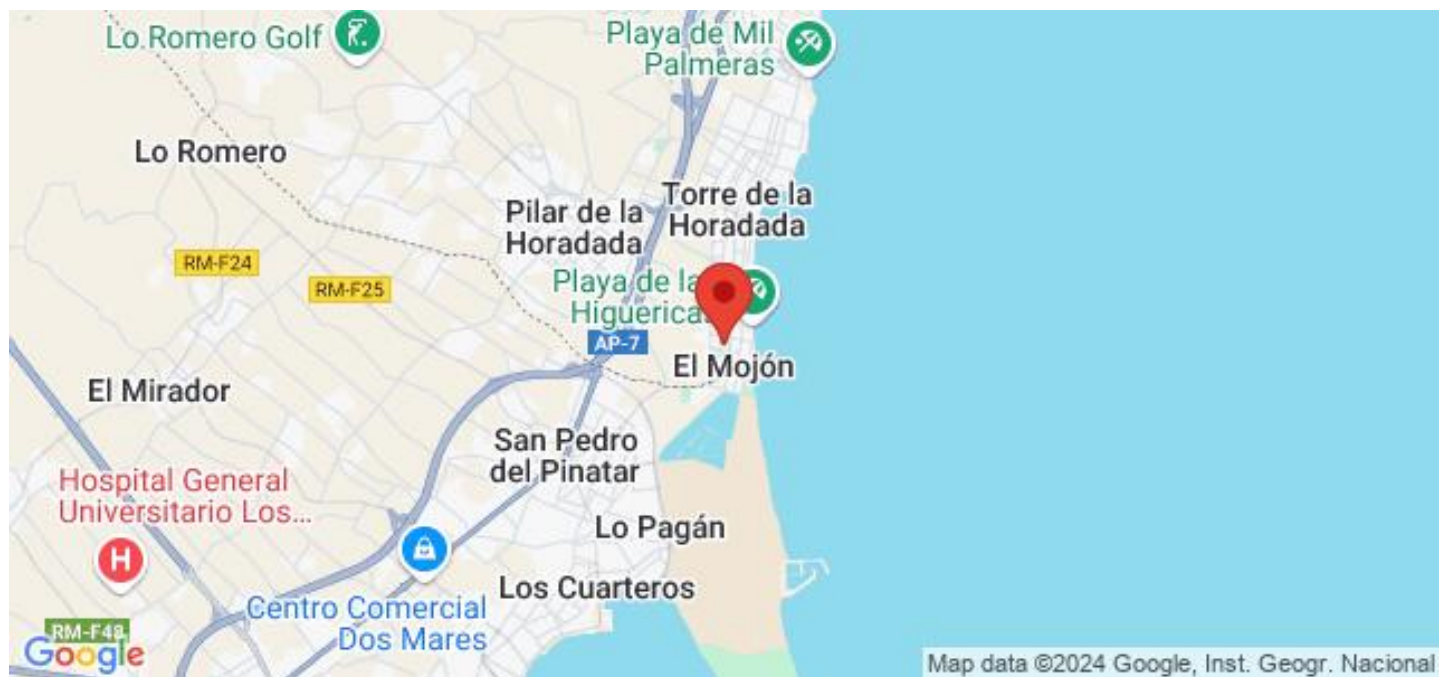 Lo Romero Golf
Playa de Mil
Palmeras
Lo Romero
Torre de la
Horadada
Pilar de la
Horadada
RM-F24
RM-F25
Playa de la
Higuericas
AP-7
El Mojón
El Mirador
San Pedro
del Pinatar
Hospital General
Universitario Los...
H
Lo Pagán
Los Cuarteros
Centro Comercial
Dos Mares
RM-F48
Google
Map data ©2024 Google, Inst. Geogr. Nacional